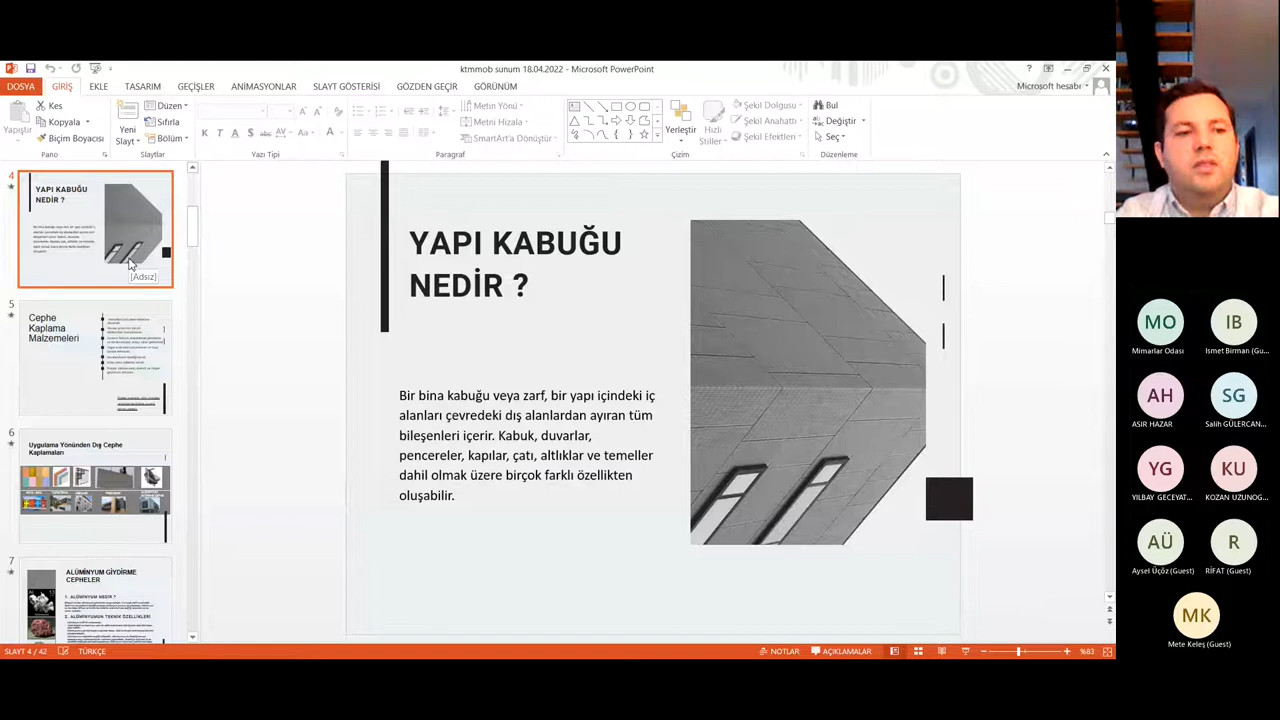 ktmmob sunum 18.04.2022 - Microsoft PowerPoint
DOSYA GİRİŞ EKLE TASARIM GEÇİŞLER ANİMASYONLAR SLAYT GÖSTERİSİ GÖZDEN GEÇİR GÖRÜNÜM
Microsoft hesabı
Yapıştır
Kes
Kopyala
Biçim Boyacısı
Pano
Yeni
Slayt
Düzen
Sıfırla
Bölüm
Slaytlar
Yazı Tipi
Metin Yönü
Metni Hizala
SmartArt'a Dönüştür
Paragraf
Yerleştir
Hızlı
Stiller
Şekil Dolgusu
Şekil Anahattı
Şekil Efektleri
Çizim
Bul
Değiştir
Seç
Düzenleme
4
YAPI KABUĞU
NEDİR ?
[Adsız]
5
Cephe
Kaplama
Malzemeleri
6
Uygulama Yönünden Dış Cephe
Kaplamaları
7
ALÜMİNYUM GİYDİRME
CEPHELER
1. ALÜMİNYUM NEDİR ?
2. ALÜMİNYUMUN TEKNİK ÖZELLİKLERİ
YAPI KABUĞU
NEDİR ?
Bir bina kabuğu veya zarf, bir yapı içindeki iç
alanları çevredeki dış alanlardan ayıran tüm
bileşenleri içerir. Kabuk, duvarlar,
pencereler, kapılar, çatı, altlıklar ve temeller
dahil olmak üzere birçok farklı özellikten
oluşabilir.
SLAYT 4 / 42 TÜRKÇE
NOTLAR AÇIKLAMALAR %83
MO
Mimarlar Odası
IB
Ismet Birman (Gu...
AH
ASIR HAZAR
SG
Salih GÜLERCAN...
YG
YILBAY GECEYAT...
KU
KOZAN UZUNOG...
AÜ
Aysel Üçöz (Guest)
R
RİFAT (Guest)
MK
Mete Keleş (Guest)